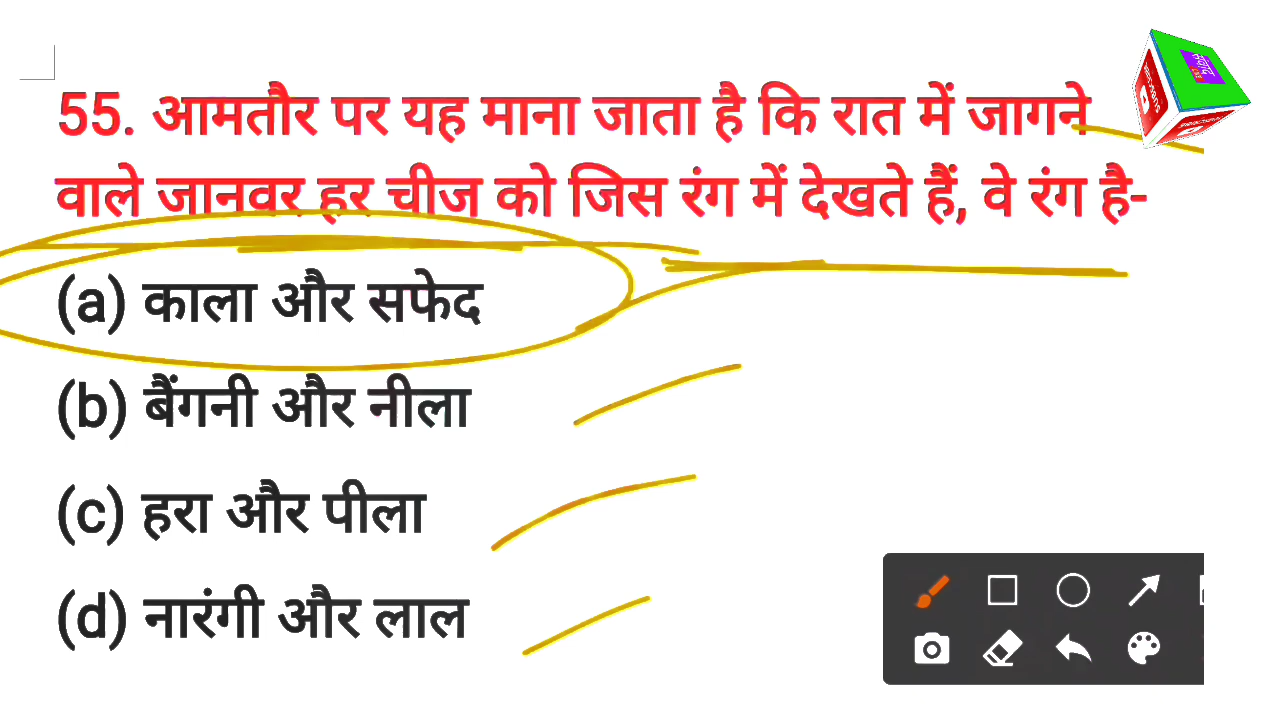 55. आमतौर पर यह माना जाता है कि रात में जागने
वाले जानवर हर चीज को जिस रंग में देखते हैं, वे रंग है-
(a) काला और सफेद
(b) बैंगनी और नीला
(c) हरा और पीला
(d) नारंगी और लाल